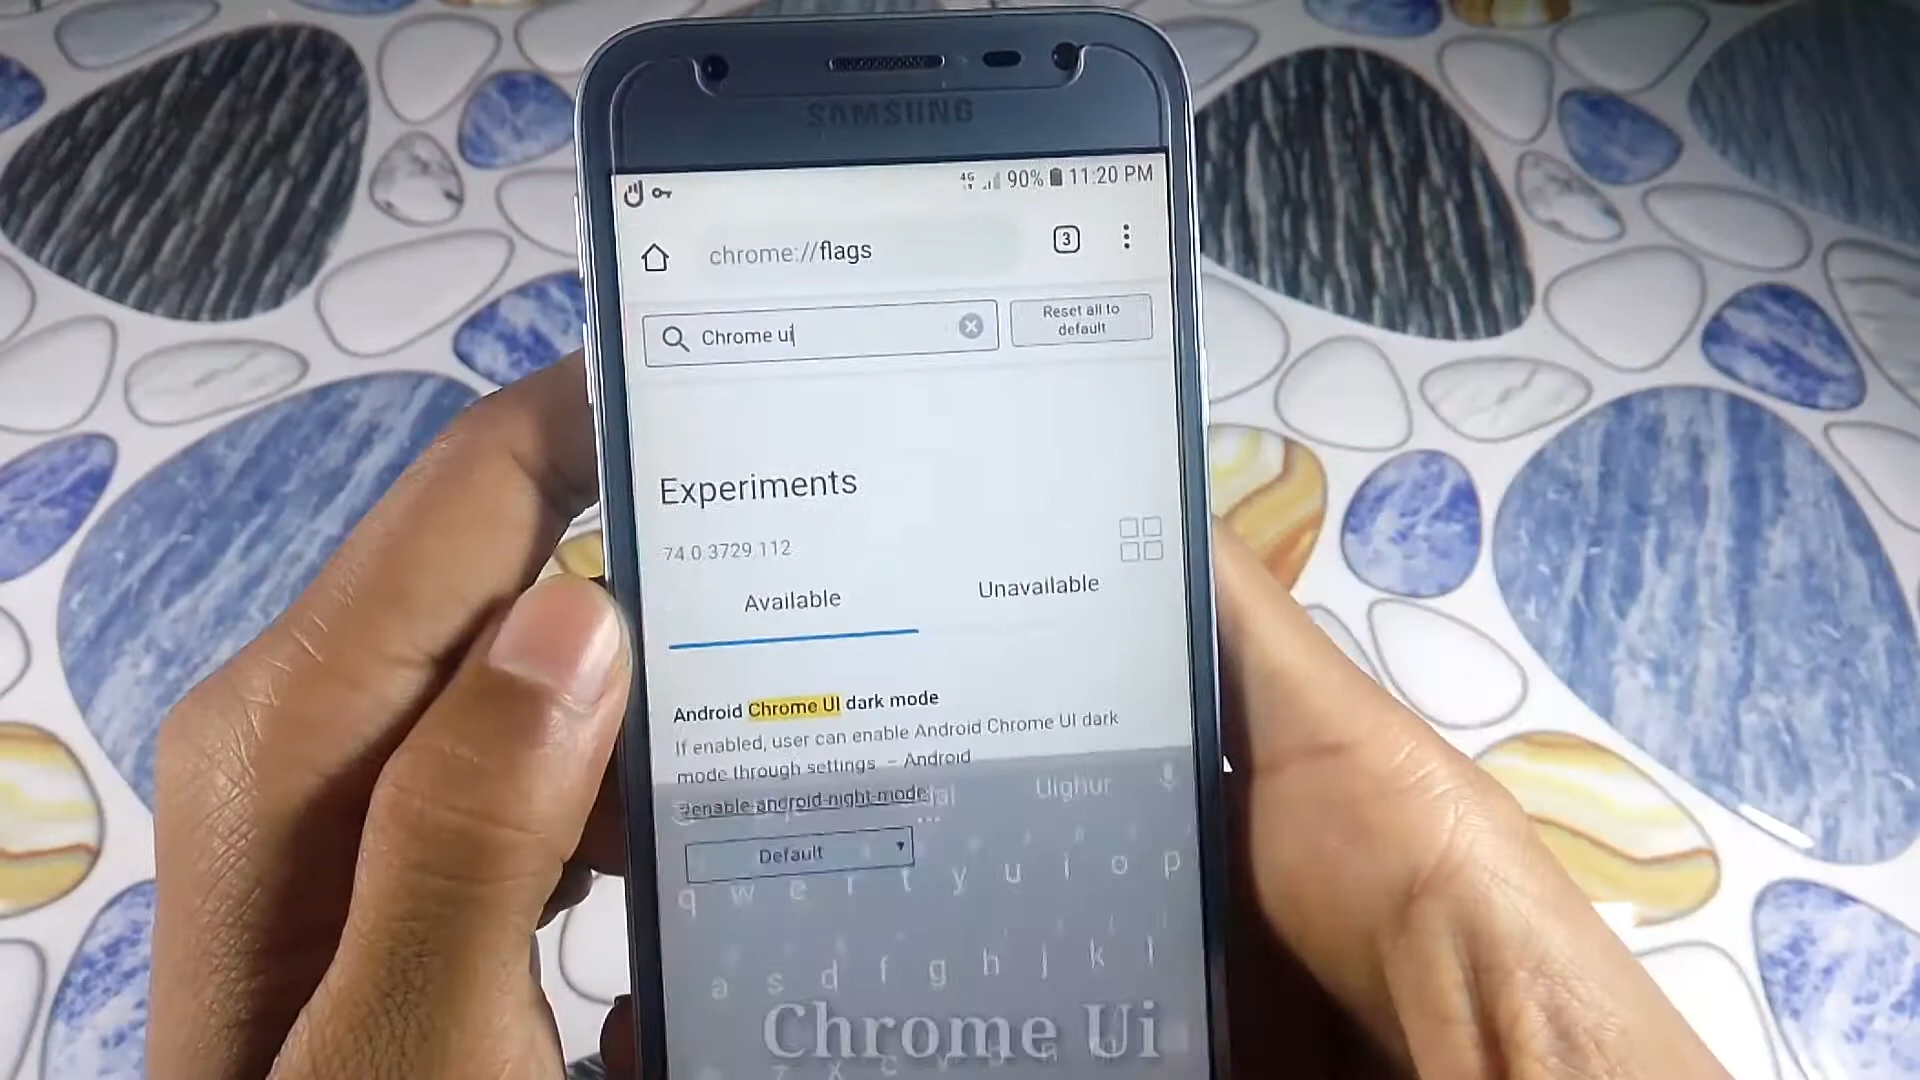 SAMSUNG
4G 90% 11:20 PM
chrome://flags
3
Chrome ui
Reset all to
default
Experiments
74.0.3729.112
Available
Unavailable
Android Chrome UI dark mode
If enabled, user can enable Android Chrome UI dark
mode through settings – Android
#enable-android-night-mode
Uighur
Default
q w e r t y u i o p
a s d f g h j k l
Chrome Ui